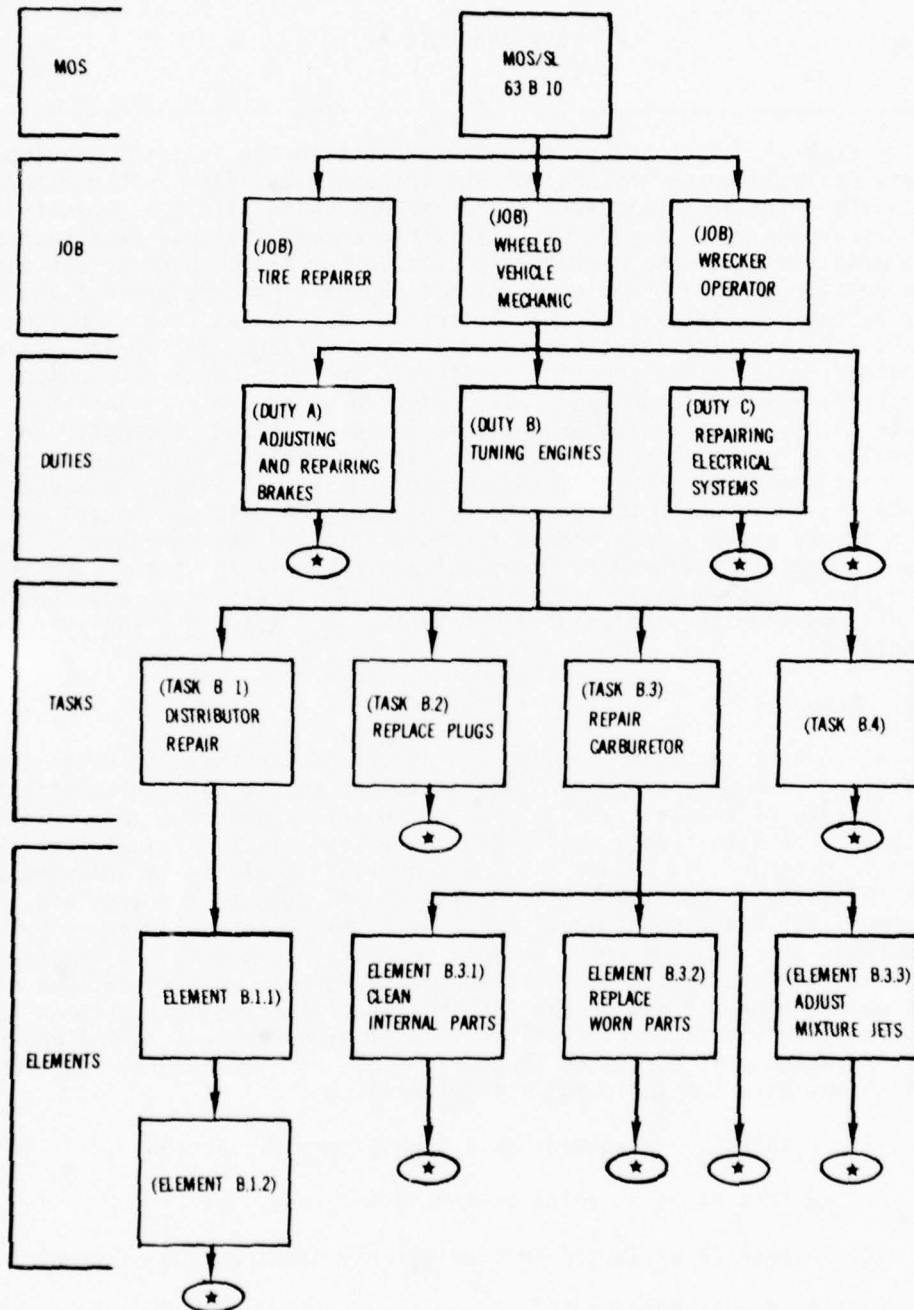 MOS
MOS/SL
63 B 10
JOB
(JOB)
TIRE REPAIRER
(JOB)
WHEELED
VEHICLE
MECHANIC
(JOB)
WRECKER
OPERATOR
DUTIES
(DUTY A)
ADJUSTING
AND REPAIRING
BRAKES
(DUTY B)
TUNING ENGINES
(DUTY C)
REPAIRING
ELECTRICAL
SYSTEMS
TASKS
(TASK B 1)
DISTRIBUTOR
REPAIR
(TASK B.2)
REPLACE PLUGS
(TASK B.3)
REPAIR
CARBURETOR
(TASK B.4)
ELEMENTS
ELEMENT B.1.1)
(ELEMENT B.1.2)
ELEMENT B.3.1)
CLEAN
INTERNAL PARTS
ELEMENT B.3.2)
REPLACE
WORN PARTS
(ELEMENT B.3.3)
ADJUST
MIXTURE JETS